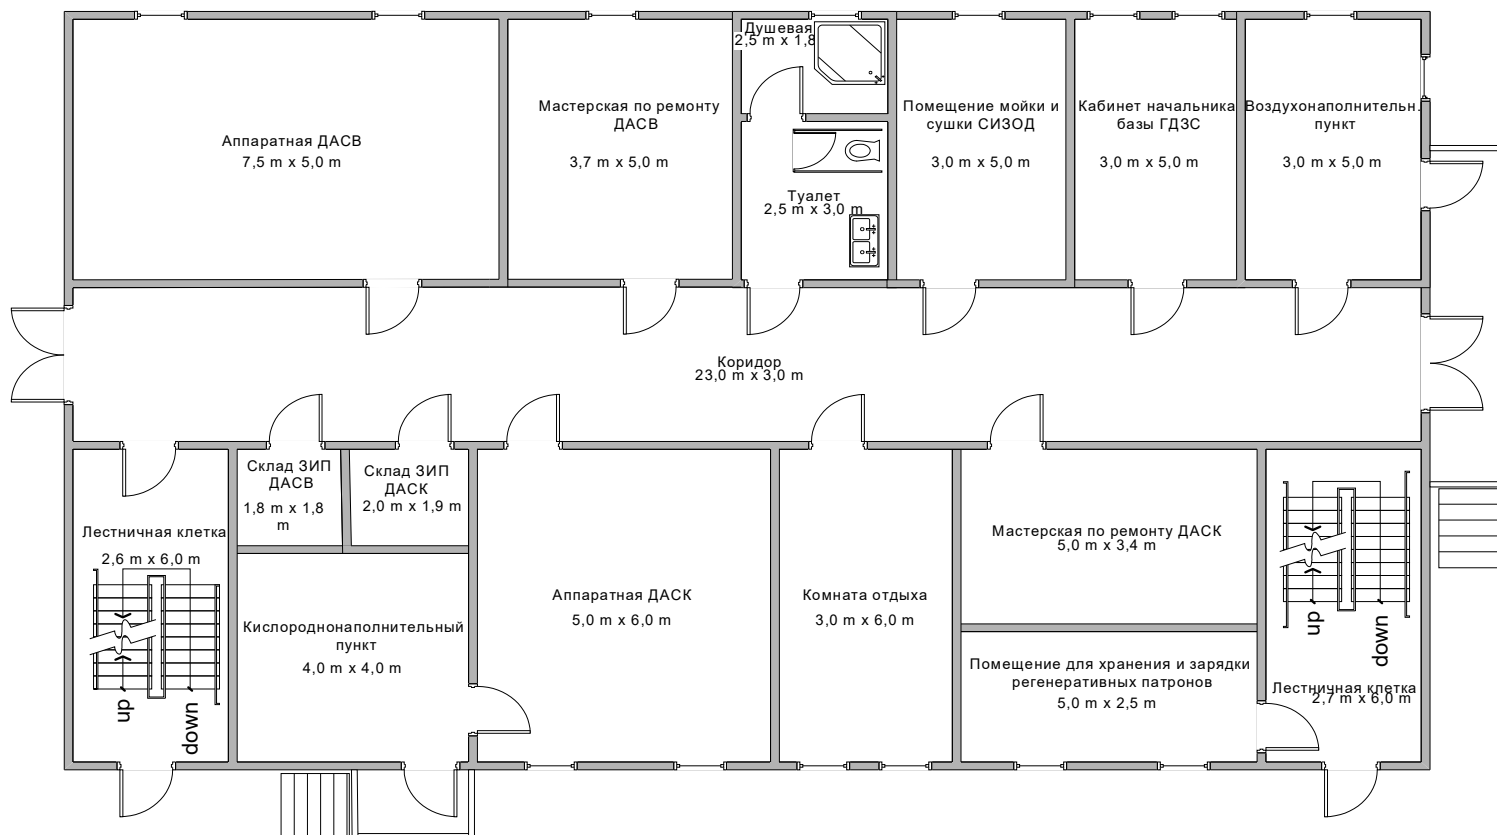 Душевая
2,5 m x 1,8
Мастерская по ремонту
ДАСВ
3,7 m x 5,0 m
Помещение мойки и
сушки СИЗОД
3,0 m x 5,0 m
Кабинет начальника
базы ГДЗС
3,0 m x 5,0 m
Воздухонаполнительн.
пункт
3,0 m x 5,0 m
Аппаратная ДАСВ
7,5 m x 5,0 m
Туалет
2,5 m x 3,0 m
Коридор
23,0 m x 3,0 m
Склад ЗИП
ДАСВ
1,8 m x 1,8
m
Склад ЗИП
ДАСК
2,0 m x 1,9 m
Лестничная клетка
2,6 m x 6,0 m
up
down
Кислороднонаполнительный
пункт
4,0 m x 4,0 m
Аппаратная ДАСК
5,0 m x 6,0 m
Комната отдыха
3,0 m x 6,0 m
Мастерская по ремонту ДАСК
5,0 m x 3,4 m
Помещение для хранения и зарядки
регенеративных патронов
5,0 m x 2,5 m
up
down
Лестничная клетка
2,7 m x 6,0 m